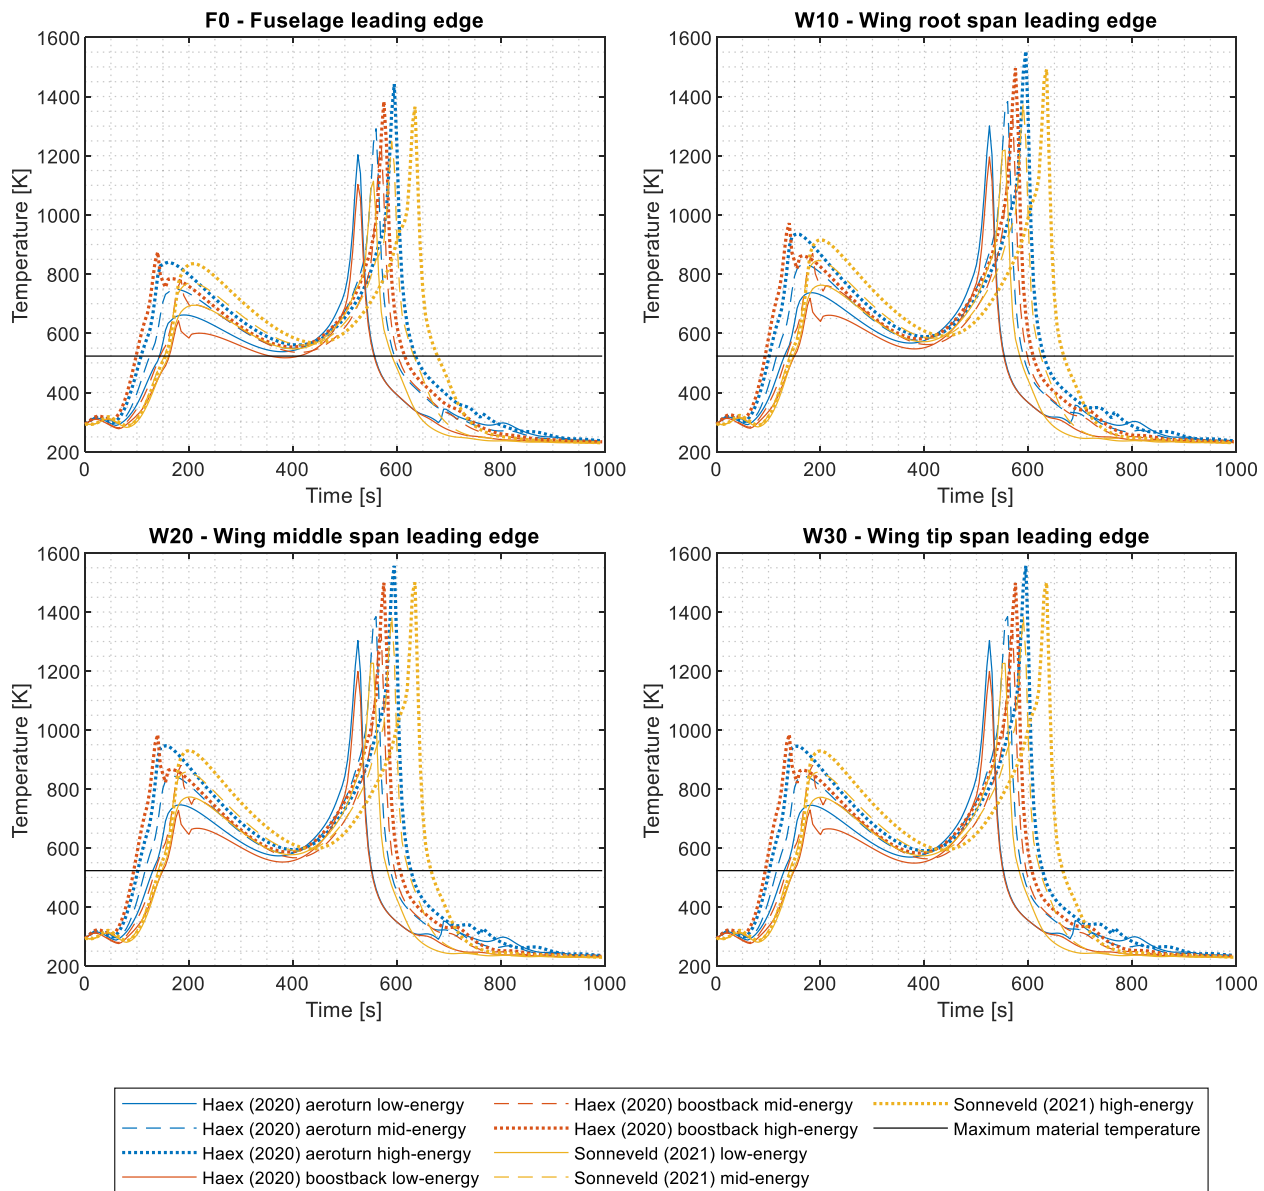 F0 - Fuselage leading edge
1600
1400
1200
1000
800
600
400
200
Temperature [K]
0 200 400 600 800 1000
Time [s]
W10 - Wing root span leading edge
1600
1400
1200
1000
800
600
400
200
Temperature [K]
0 200 400 600 800 1000
Time [s]
W20 - Wing middle span leading edge
1600
1400
1200
1000
800
600
400
200
Temperature [K]
0 200 400 600 800 1000
Time [s]
W30 - Wing tip span leading edge
1600
1400
1200
1000
800
600
400
200
Temperature [K]
0 200 400 600 800 1000
Time [s]
Haex (2020) aeroturn low-energy
Haex (2020) aeroturn mid-energy
Haex (2020) aeroturn high-energy
Haex (2020) boostback low-energy
Haex (2020) boostback mid-energy
Haex (2020) boostback high-energy
Sonneveld (2021) low-energy
Sonneveld (2021) mid-energy
Sonneveld (2021) high-energy
Maximum material temperature